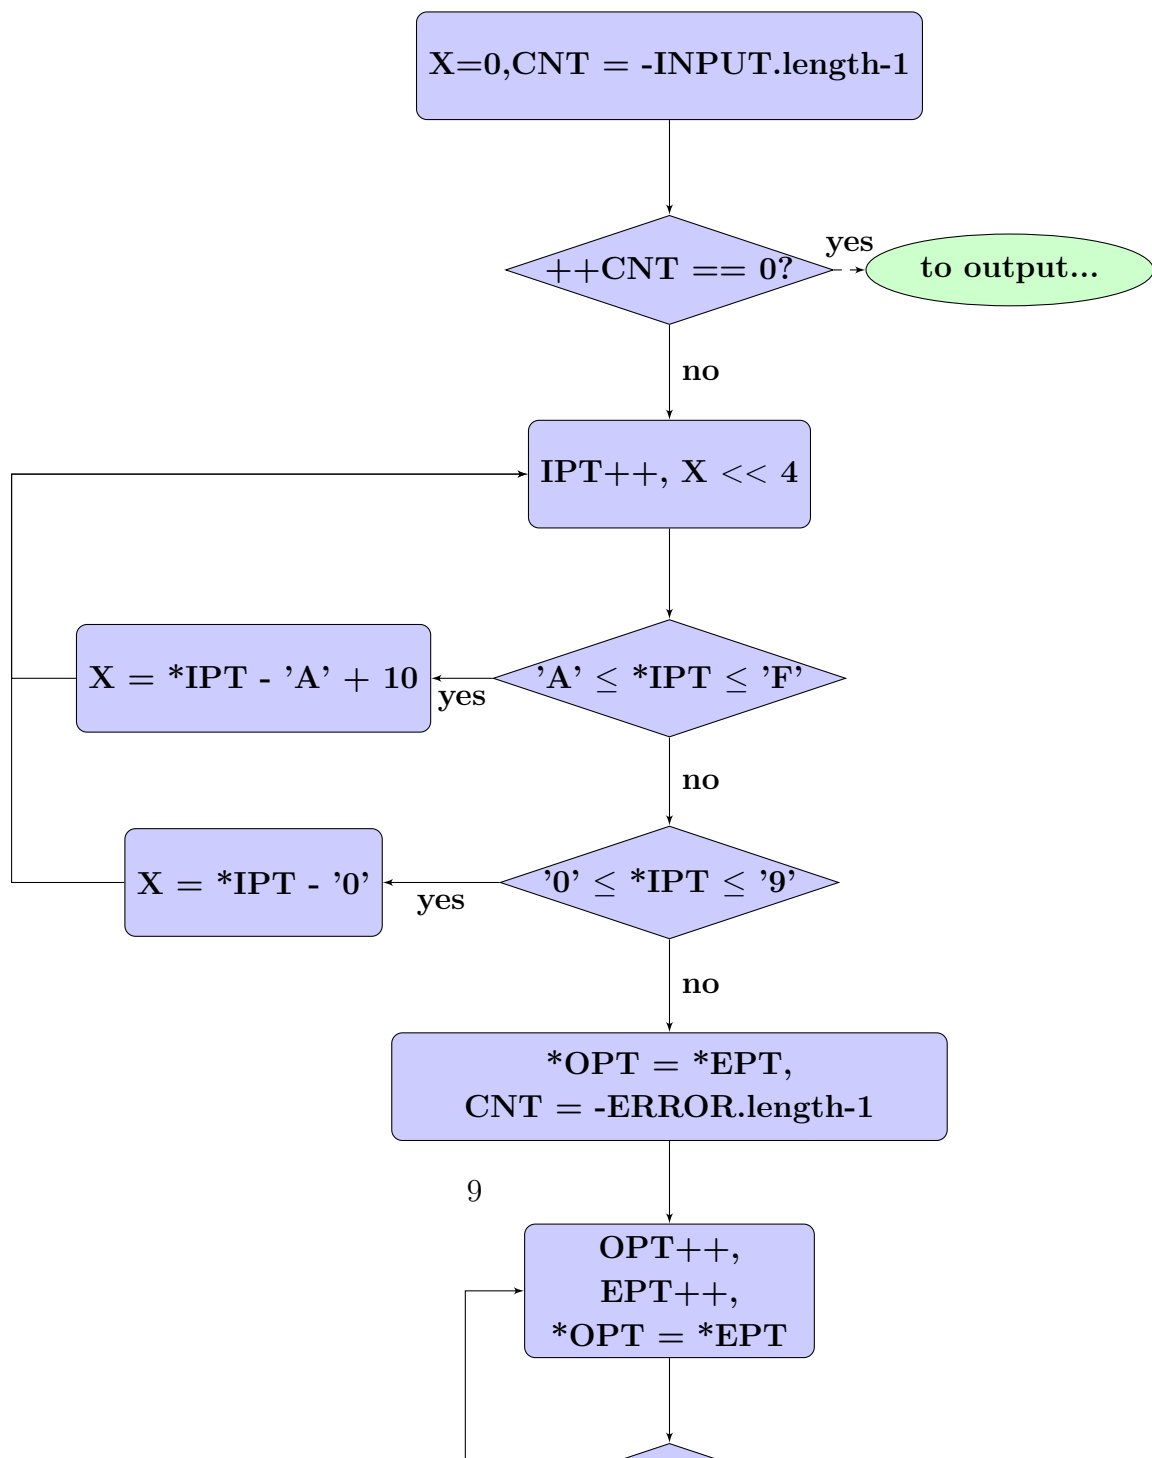 X=0,CNT = -INPUT.length-1
++CNT == 0?
yes
to output...
no
IPT++, X << 4
X = *IPT - 'A' + 10
yes
'A' ≤ *IPT ≤ 'F'
no
X = *IPT - '0'
yes
'0' ≤ *IPT ≤ '9'
no
*OPT = *EPT,
CNT = -ERROR.length-1
9
OPT++,
EPT++,
*OPT = *EPT